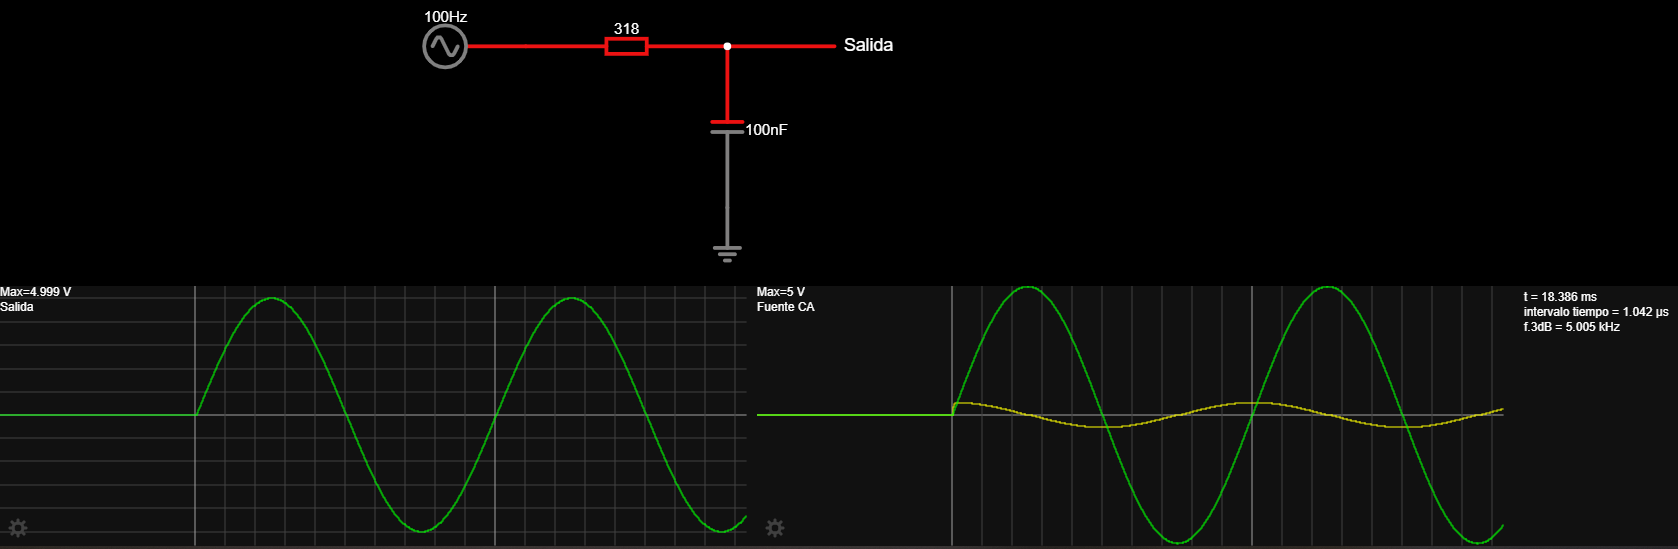 100Hz
318
Salida
100nF
Max=4.999 V
Salida
Max=5 V
Fuente CA
t = 18.386 ms
intervalo tiempo = 1.042 μs
f.3dB = 5.005 kHz